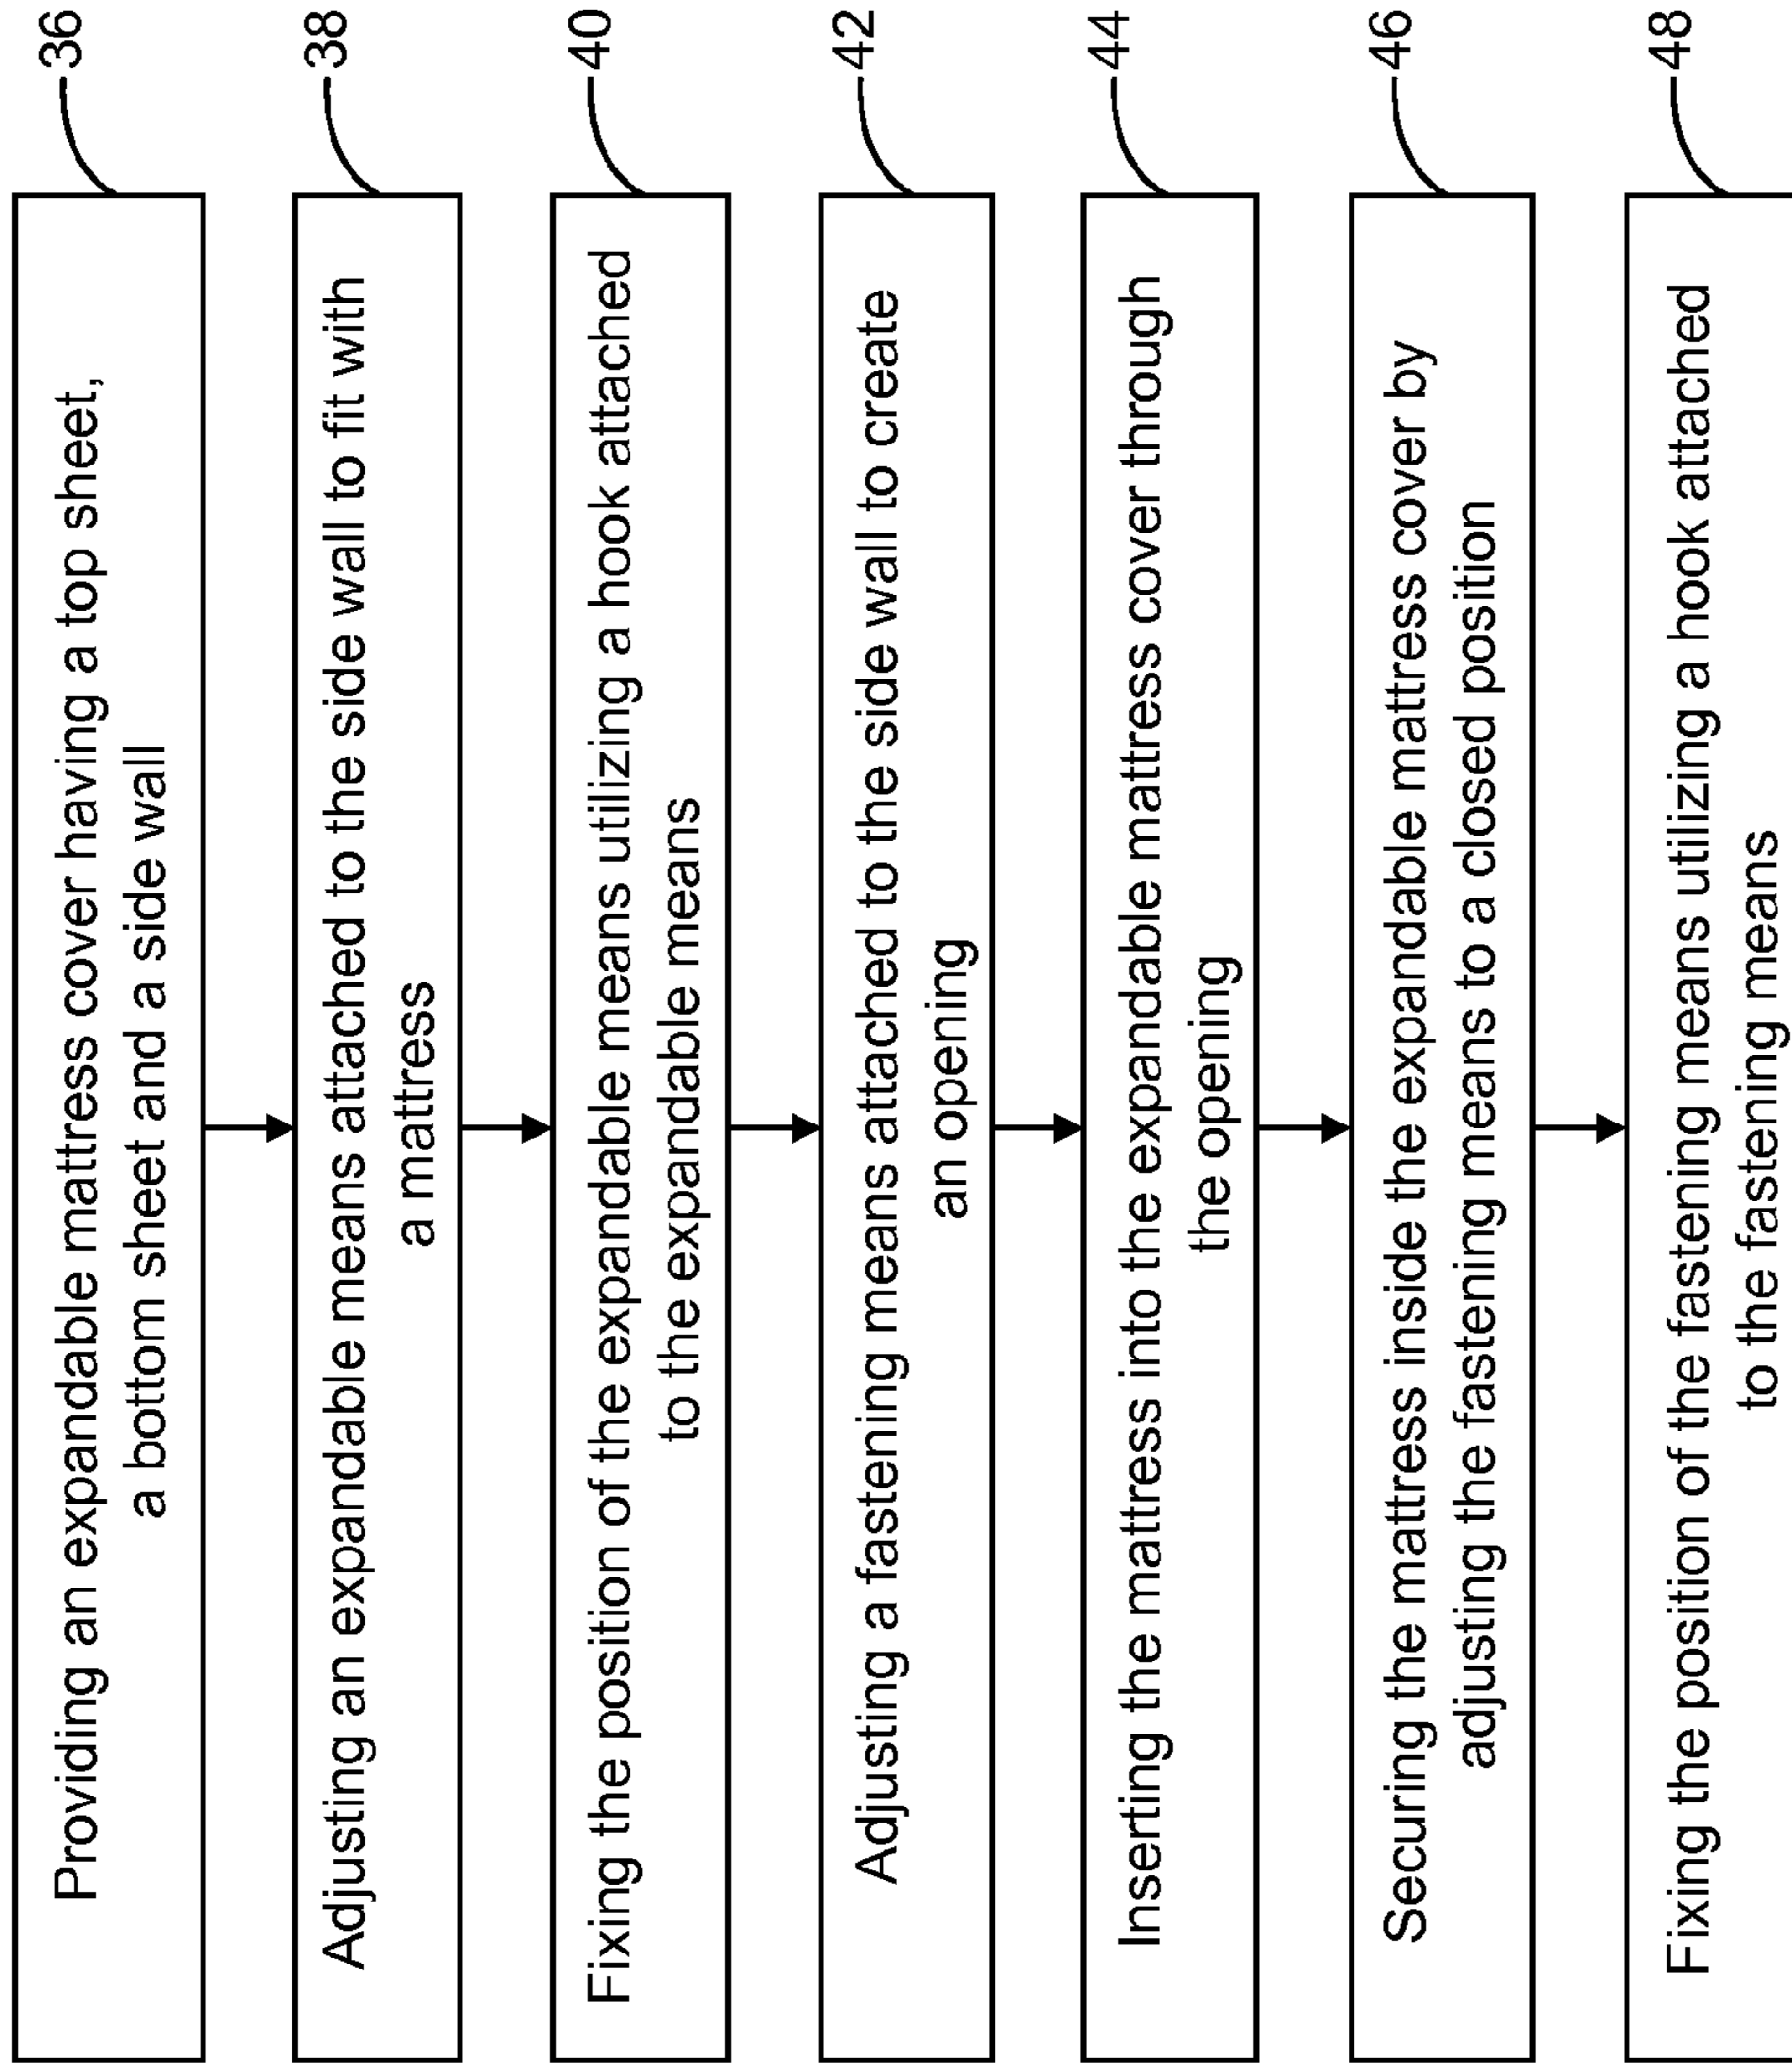 Providing an expandable mattress cover having a top sheet,
a bottom sheet and a side wall
36
Adjusting an expandable means attached to the side wall to fit with
a mattress
38
Fixing the position of the expandable means utilizing a hook attached
to the expandable means
40
Adjusting a fastening means attached to the side wall to create
an opening
42
Inserting the mattress into the expandable mattress cover through
the opening
44
Securing the mattress inside the expandable mattress cover by
adjusting the fastening means to a closed position
46
Fixing the position of the fastening means utilizing a hook attached
to the fastening means
48